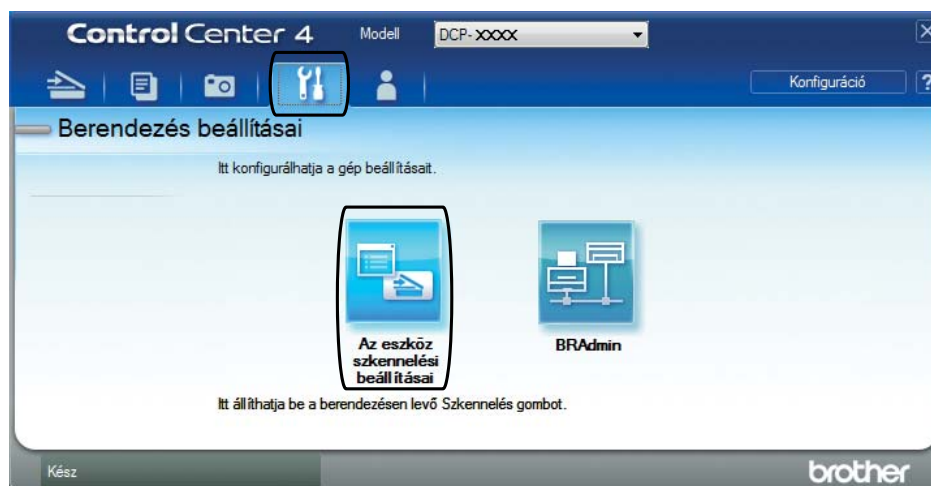 Control Center 4 Modell DCP-XXXX
Konfiguráció ?
Berendezés beállításai
Itt konfigurálhatja a gép beállításait.
Az eszköz
szkennelési
beállításai
BRAdmin
Itt állíthatja be a berendezésen levő Szkennelés gombot.
Kész
brother